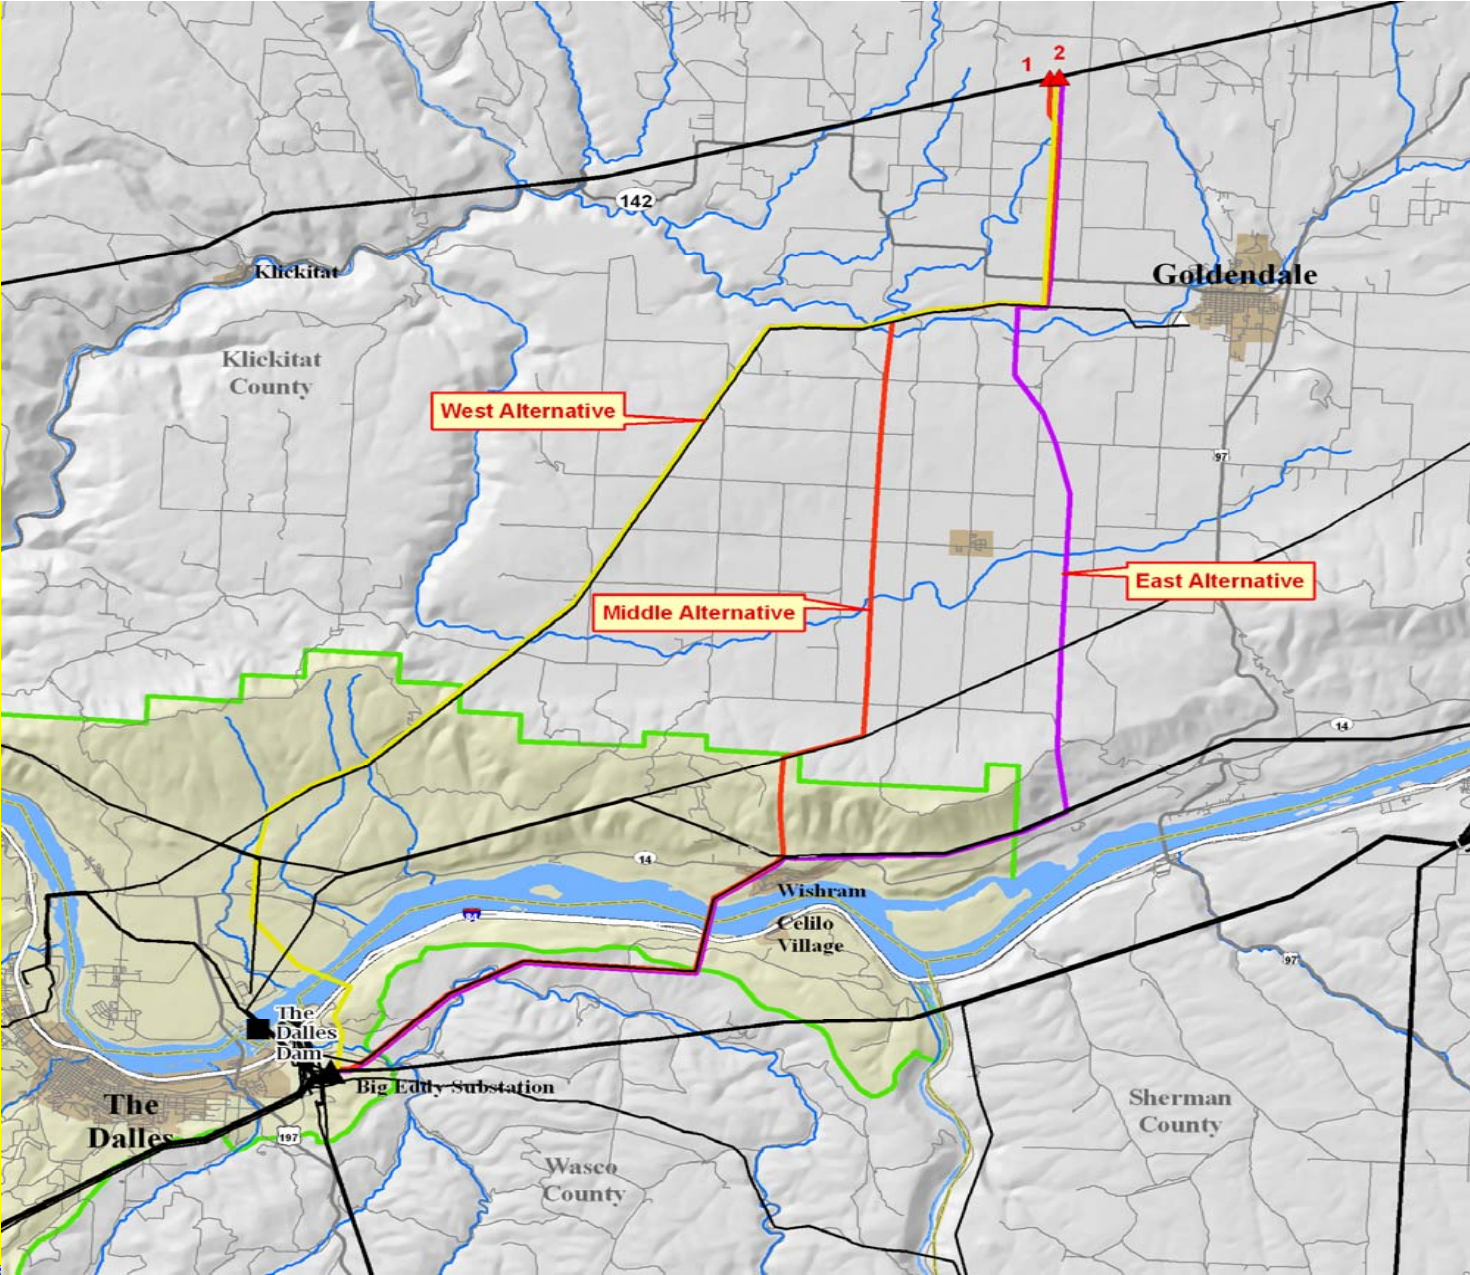 2
1
142
Klickitat
Goldendale
Klickitat
County
West Alternative
97
East Alternative
Middle Alternative
14
14
Wishram
84
Celilo
Village
97
The
Dalles
Dam
Big Eddy Substation
The
Dalles
Sherman
County
197
Wasco
County